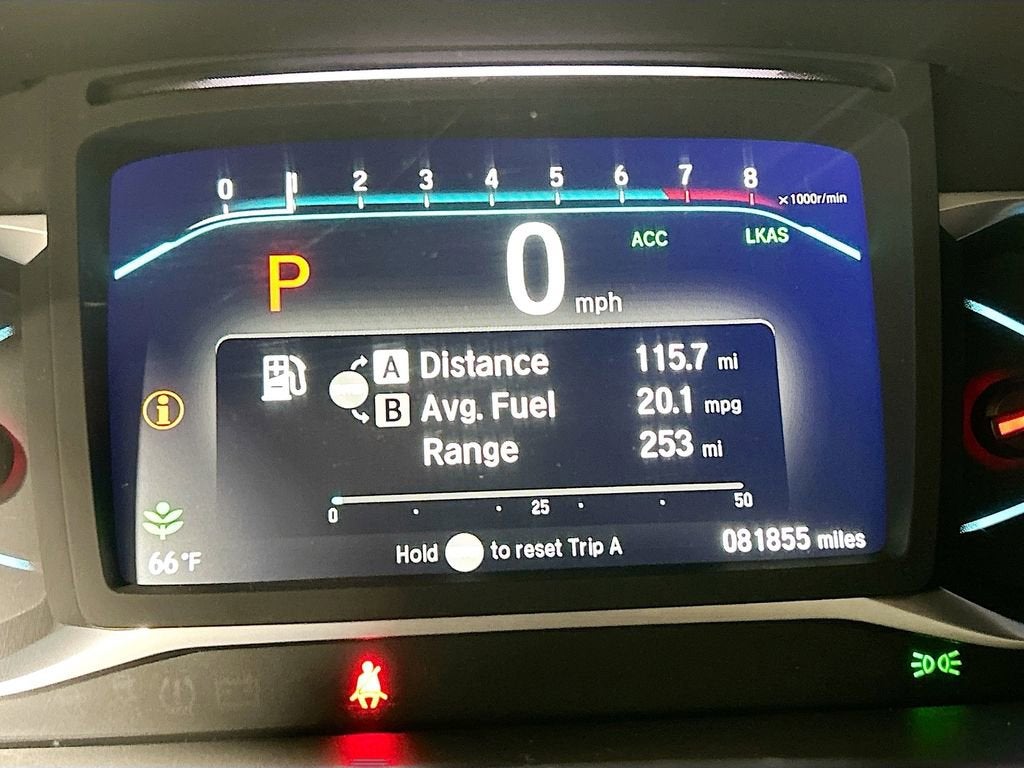 0 1 2 3 4 5 6 7 8 ×1000r/min
P 0 mph ACC LKAS
A Distance 115.7 mi
B Avg. Fuel 20.1 mpg
Range 253 mi
0 25 50
Hold to reset Trip A
081855 miles
66°F